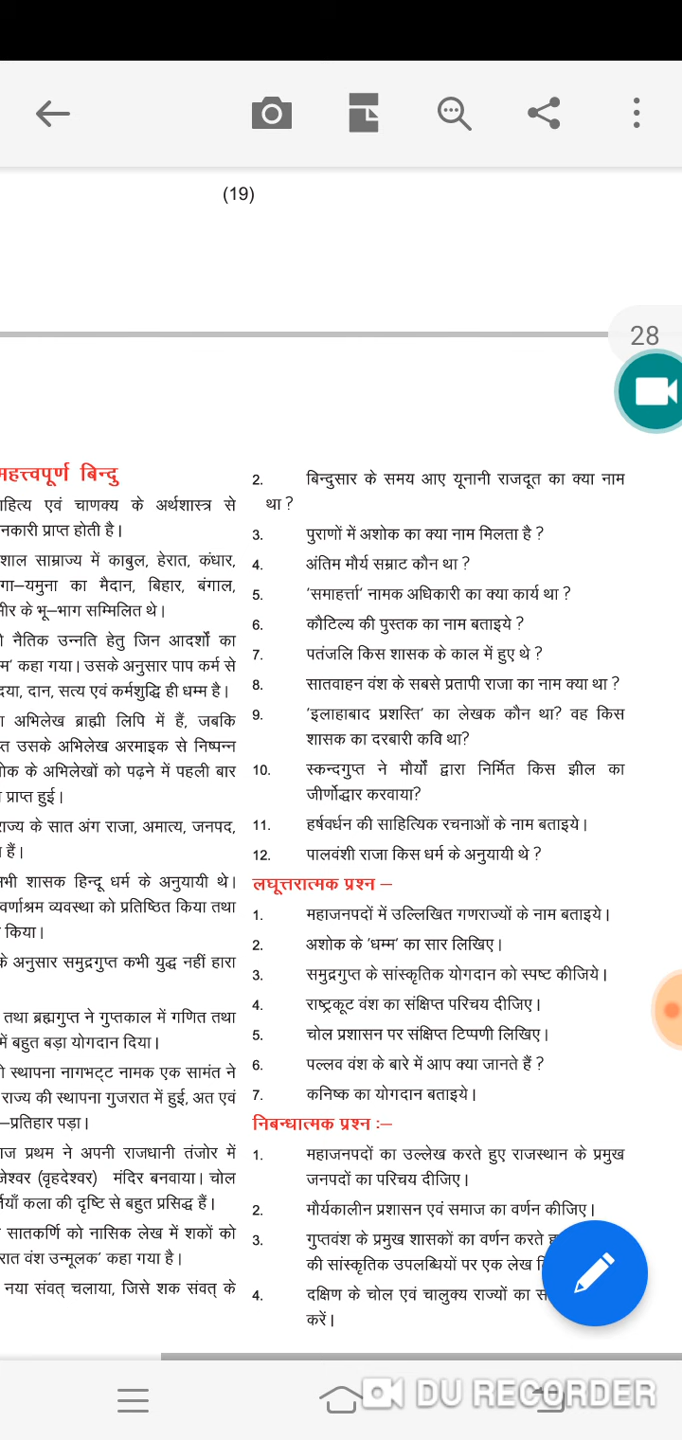 (19)
28
महत्त्वपूर्ण बिन्दु
ाहित्य एवं चाणक्य के अर्थशास्त्र से
नकारी प्राप्त होती है।
शाल साम्राज्य में काबुल, हेरात, कंधार,
गा–यमुना का मैदान, बिहार, बंगाल,
मीर के भू–भाग सम्मिलित थे।
ने नैतिक उन्नति हेतु जिन आदर्शों का
म' कहा गया। उसके अनुसार पाप कर्म से
दया, दान, सत्य एवं कर्मशुद्धि ही धम्म है।
अभिलेख ब्राह्मी लिपि में हैं, जबकि
प्त उसके अभिलेख अरमाइक से निष्पन्न
ोक के अभिलेखों को पढ़ने में पहली बार
प्राप्त हुई।
राज्य के सात अंग राजा, अमात्य, जनपद,
हैं।
भी शासक हिन्दू धर्म के अनुयायी थे।
वर्णाश्रम व्यवस्था को प्रतिष्ठित किया तथा
किया।
के अनुसार समुद्रगुप्त कभी युद्ध नहीं हारा
तथा ब्रह्मगुप्त ने गुप्तकाल में गणित तथा
में बहुत बड़ा योगदान दिया।
स्थापना नागभट्ट नामक एक सामंत ने
राज्य की स्थापना गुजरात में हुई, अत एवं
–प्रतिहार पड़ा।
ाज प्रथम ने अपनी राजधानी तंजोर में
जेश्वर (वृहदेश्वर) मंदिर बनवाया। चोल
र्तियाँ कला की दृष्टि से बहुत प्रसिद्ध हैं।
सातकर्णि को नासिक लेख में शकों को
रात वंश उन्मूलक' कहा गया है।
नया संवत् चलाया, जिसे शक संवत् के
2. बिन्दुसार के समय आए यूनानी राजदूत का क्या नाम
था ?
3. पुराणों में अशोक का क्या नाम मिलता है ?
4. अंतिम मौर्य सम्राट कौन था ?
5. 'समाहर्त्ता' नामक अधिकारी का क्या कार्य था ?
6. कौटिल्य की पुस्तक का नाम बताइये ?
7. पतंजलि किस शासक के काल में हुए थे ?
8. सातवाहन वंश के सबसे प्रतापी राजा का नाम क्या था ?
9. 'इलाहाबाद प्रशस्ति' का लेखक कौन था? वह किस
शासक का दरबारी कवि था?
10. स्कन्दगुप्त ने मौर्यों द्वारा निर्मित किस झील का
जीर्णोद्धार करवाया?
11. हर्षवर्धन की साहित्यिक रचनाओं के नाम बताइये।
12. पालवंशी राजा किस धर्म के अनुयायी थे ?
लघूत्तरात्मक प्रश्न –
1. महाजनपदों में उल्लिखित गणराज्यों के नाम बताइये।
2. अशोक के 'धम्म' का सार लिखिए।
3. समुद्रगुप्त के सांस्कृतिक योगदान को स्पष्ट कीजिये।
4. राष्ट्रकूट वंश का संक्षिप्त परिचय दीजिए।
5. चोल प्रशासन पर संक्षिप्त टिप्पणी लिखिए।
6. पल्लव वंश के बारे में आप क्या जानते हैं ?
7. कनिष्क का योगदान बताइये।
निबन्धात्मक प्रश्न :–
1. महाजनपदों का उल्लेख करते हुए राजस्थान के प्रमुख
जनपदों का परिचय दीजिए।
2. मौर्यकालीन प्रशासन एवं समाज का वर्णन कीजिए।
3. गुप्तवंश के प्रमुख शासकों का वर्णन करते
की सांस्कृतिक उपलब्धियों पर एक लेख
4. दक्षिण के चोल एवं चालुक्य राज्यों का
करें।
DU RECORDER